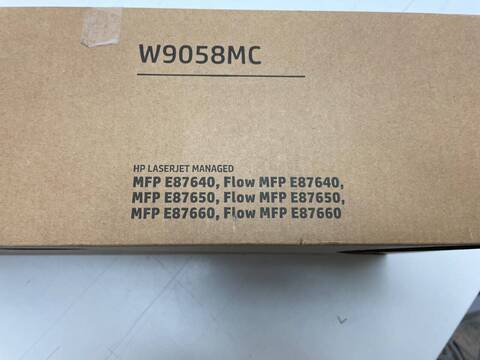 W9058MC
HP LASERJET MANAGED
MFP E87640, Flow MFP E87640,
MFP E87650, Flow MFP E87650,
MFP E87660, Flow MFP E87660